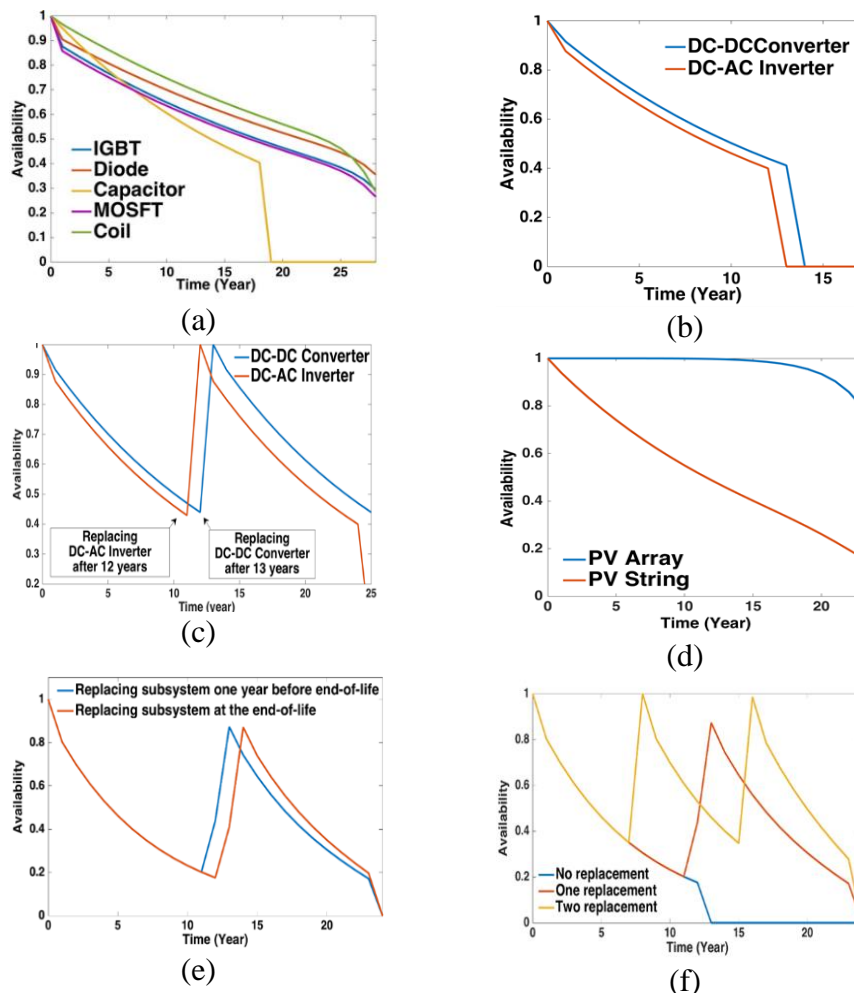 1
0.9
0.8
0.7
0.6
0.5
0.4
0.3
0.2
0.1
0
Availability
IGBT
Diode
Capacitor
MOSFT
Coil
0 5 10 15 20 25
Time (Year)
(a)
1
0.8
0.6
0.4
0.2
0
Availability
DC-DCConverter
DC-AC Inverter
0 5 10 15
Time (Year)
(b)
1
0.9
0.8
0.7
0.6
0.5
0.4
0.3
0.2
Availability
DC-DC Converter
DC-AC Inverter
Replacing
DC-AC Inverter
after 12 years
Replacing
DC-DC Converter
after 13 years
0 5 10 15 20 25
Time (year)
(c)
1
0.8
0.6
0.4
0.2
0
Availability
PV Array
PV String
0 5 10 15 20
Time (Year)
(d)
Replacing subsystem one year before end-of-life
Replacing subsystem at the end-of-life
1
0.8
0.6
0.4
0.2
0
Availability
0 5 10 15 20
Time (Year)
(e)
1
0.8
0.6
0.4
0.2
0
Availability
No replacement
One replacement
Two replacement
0 5 10 15 20
Time (Year)
(f)